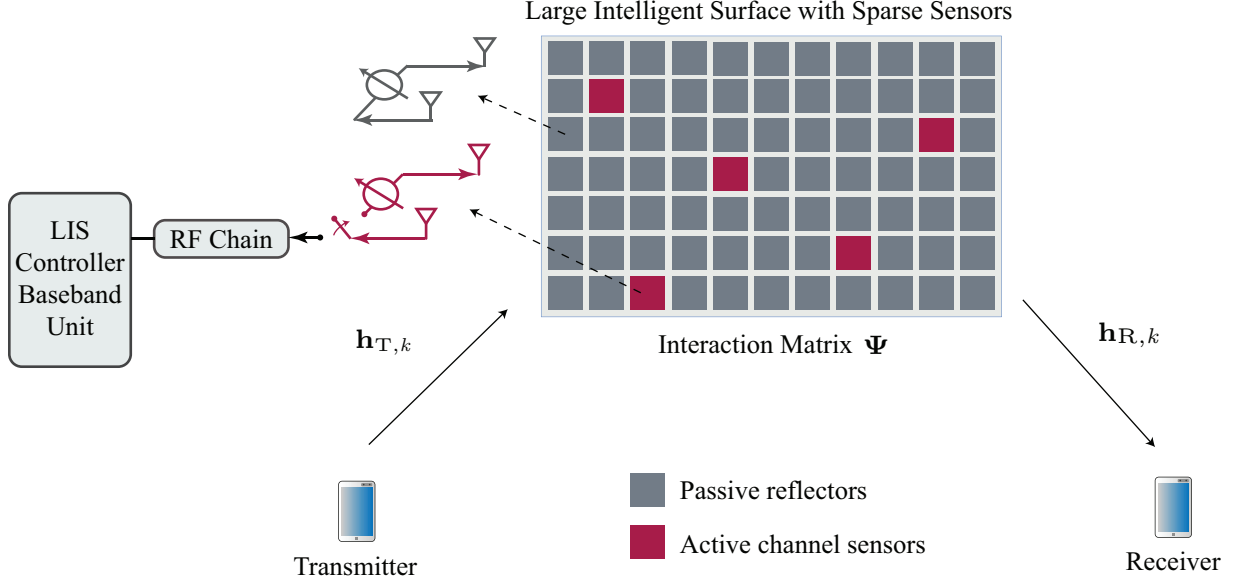 Large Intelligent Surface with Sparse Sensors
LIS
Controller
Baseband
Unit
RF Chain
h_{T,k}
Interaction Matrix Ψ
h_{R,k}
Passive reflectors
Active channel sensors
Transmitter
Receiver